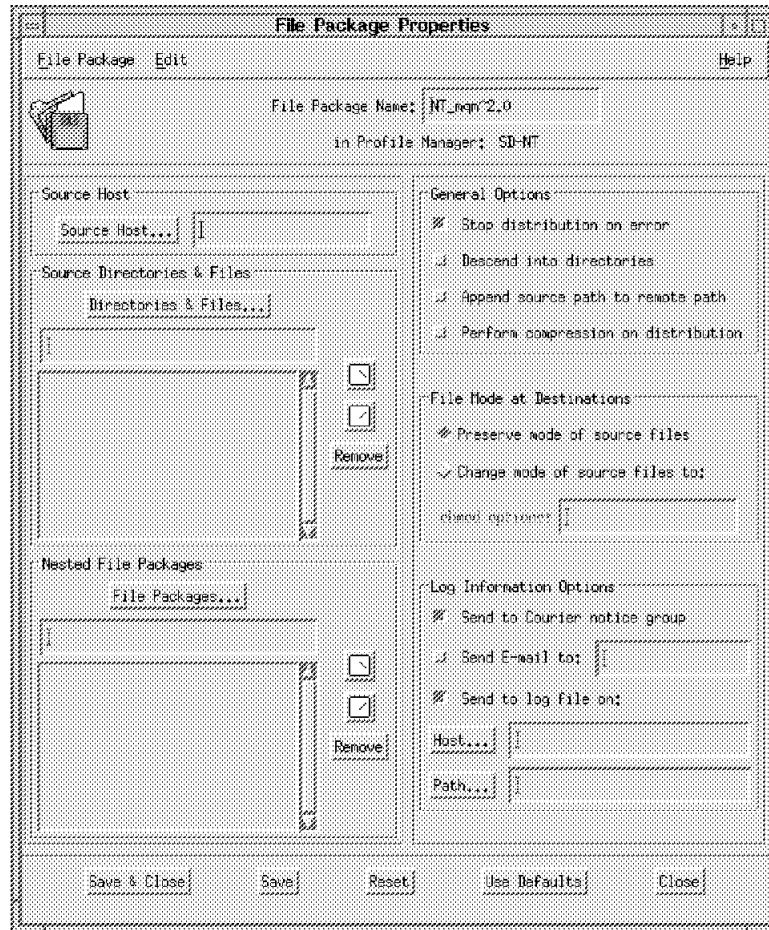 File Package Properties
File Package Edit Help
File Package Name: NT_mqm^2.0
in Profile Manager: SD-NT
Source Host
Source Host...
Source Directories & Files
Directories & Files...
Remove
Nested File Packages
File Packages...
Remove
General Options
Stop distribution on error
Descend into directories
Append source path to remote path
Perform compression on distribution
File Mode at Destinations
Preserve mode of source files
Change mode of source files to:
chmod options:
Log Information Options
Send to Courier notice group
Send E-mail to:
Send to log file on:
Host...
Path...
Save & Close Save Reset Use Defaults Close